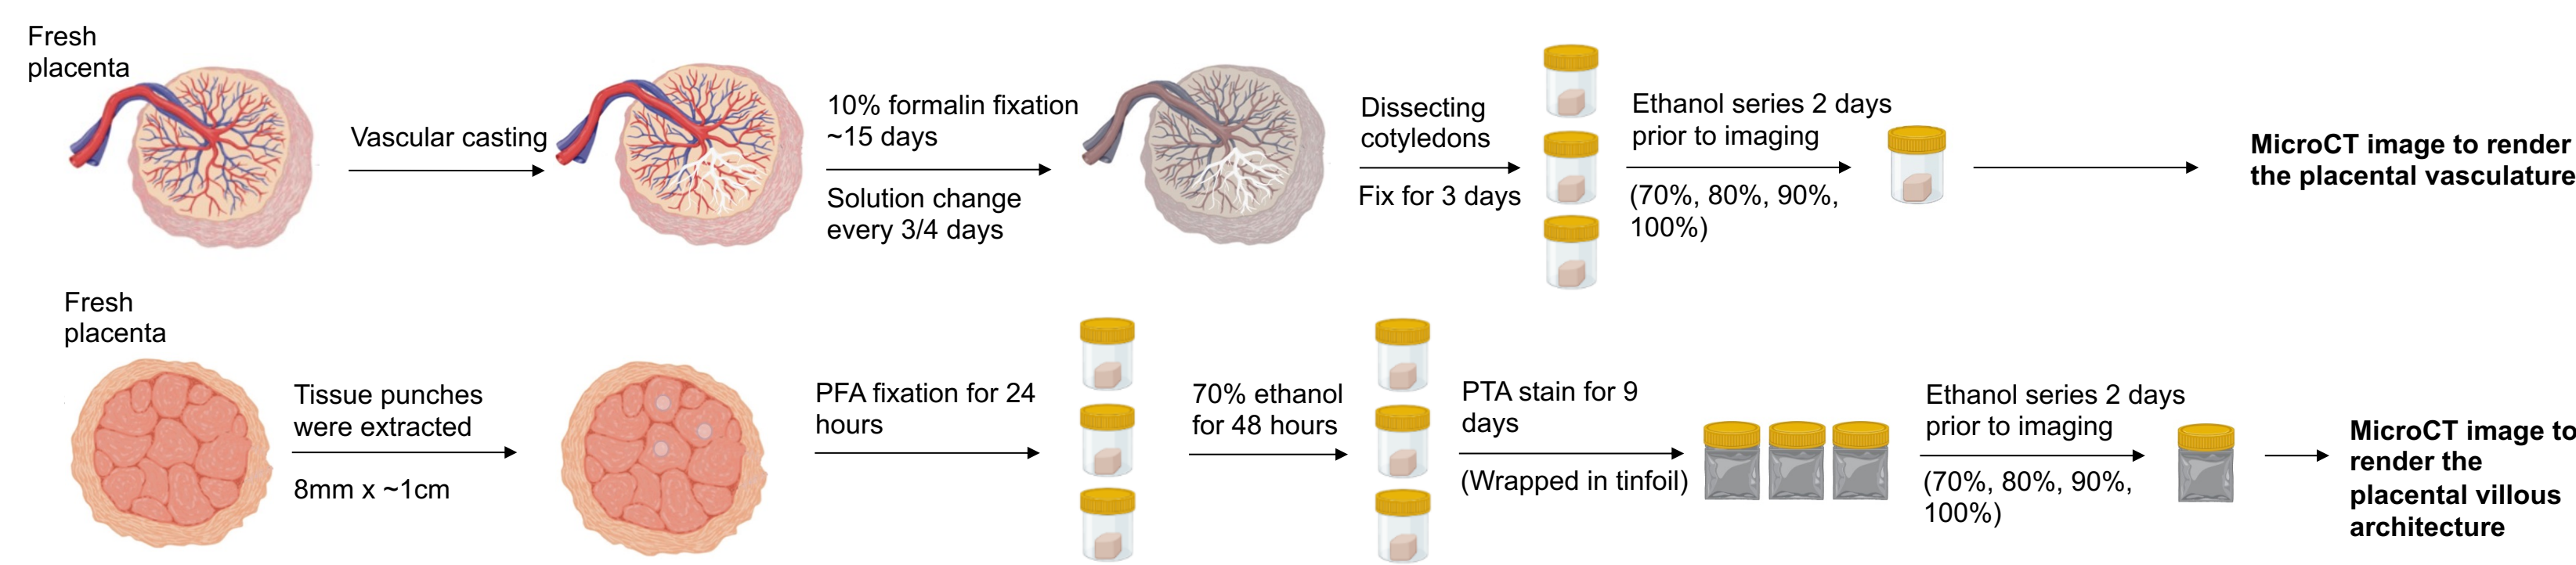 Fresh
placenta
Vascular casting
10% formalin fixation
~15 days
Solution change
every 3/4 days
Dissecting
cotyledons
Fix for 3 days
Ethanol series 2 days
prior to imaging
(70%, 80%, 90%,
100%)
MicroCT image to render
the placental vasculature
Fresh
placenta
Tissue punches
were extracted
8mm x ~1cm
PFA fixation for 24
hours
70% ethanol
for 48 hours
PTA stain for 9
days
(Wrapped in tinfoil)
Ethanol series 2 days
prior to imaging
(70%, 80%, 90%,
100%)
MicroCT image to
render the
placental villous
architecture